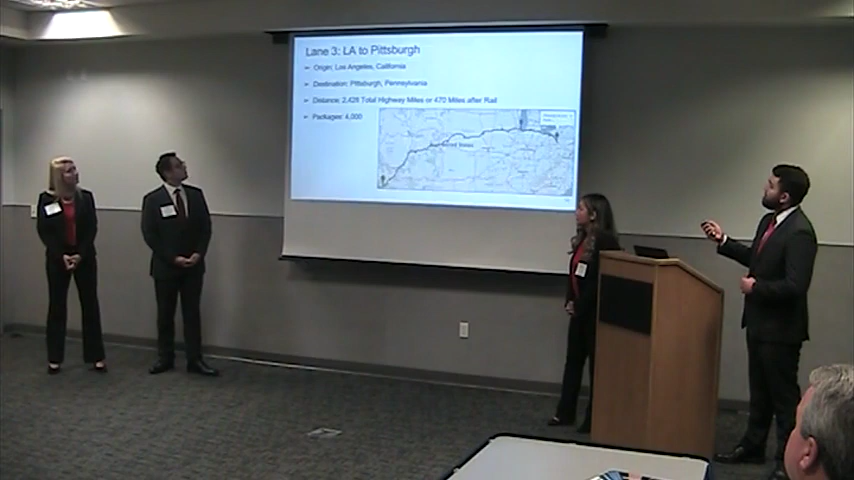 Lane 3: LA to Pittsburgh
Origin: Los Angeles, California
Destination: Pittsburgh, Pennsylvania
Distance: 2,428 Total Highway Miles or 470 Miles after Rail
Packages: 4,000
United States